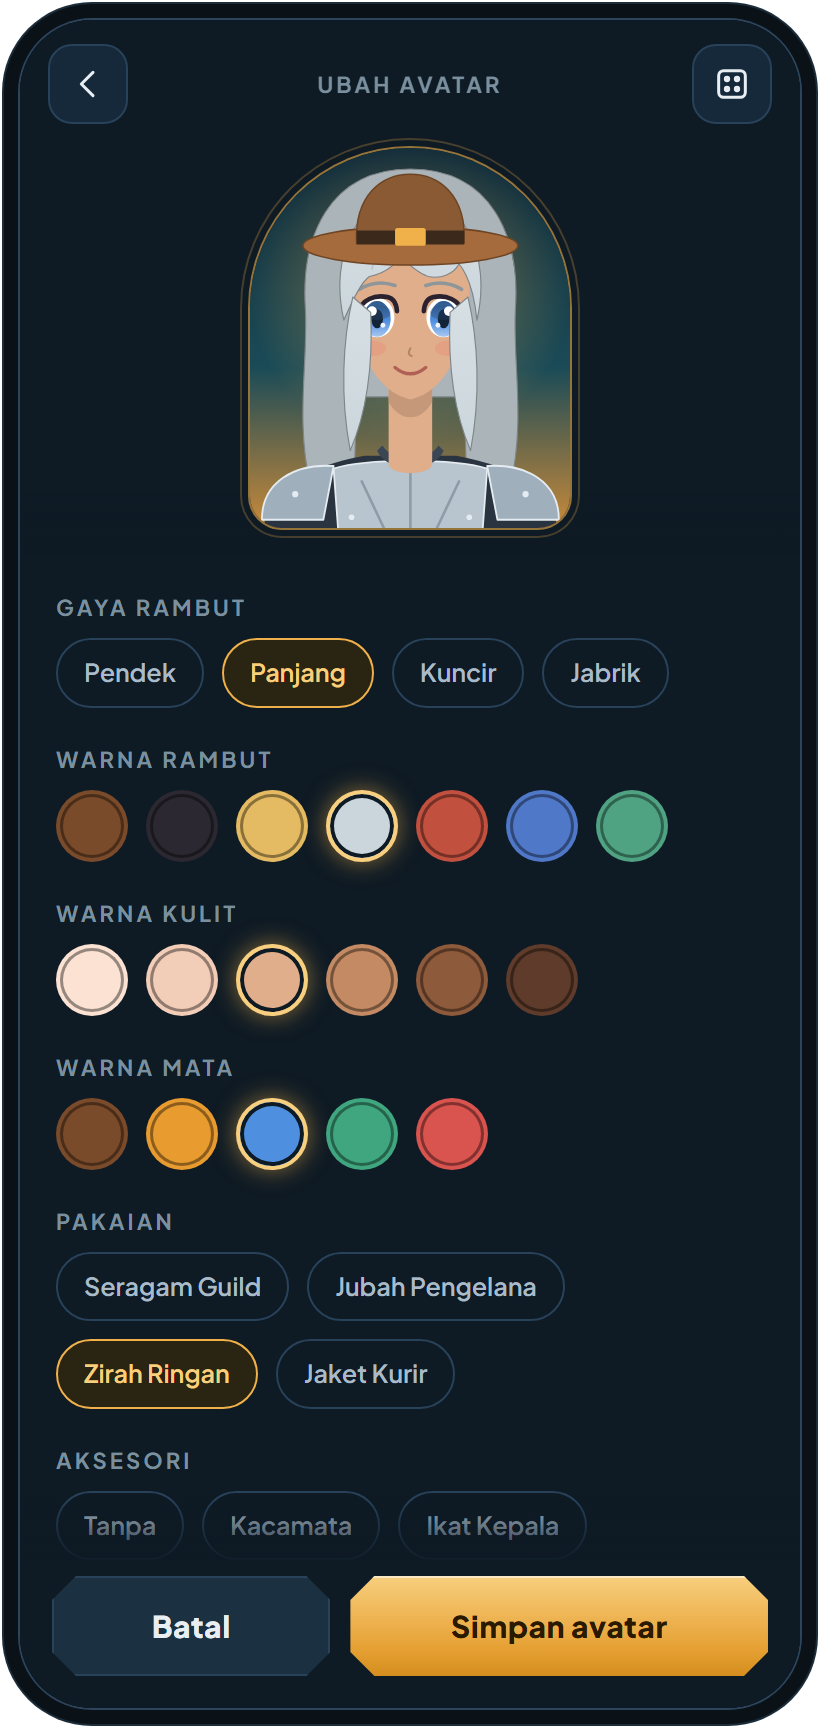 UBAH AVATAR
GAYA RAMBUT
Pendek Panjang Kuncir Jabrik
WARNA RAMBUT
WARNA KULIT
WARNA MATA
PAKAIAN
Seragam Guild Jubah Pengelana
Zirah Ringan Jaket Kurir
AKSESORI
Tanpa Kacamata Ikat Kepala
Batal Simpan avatar